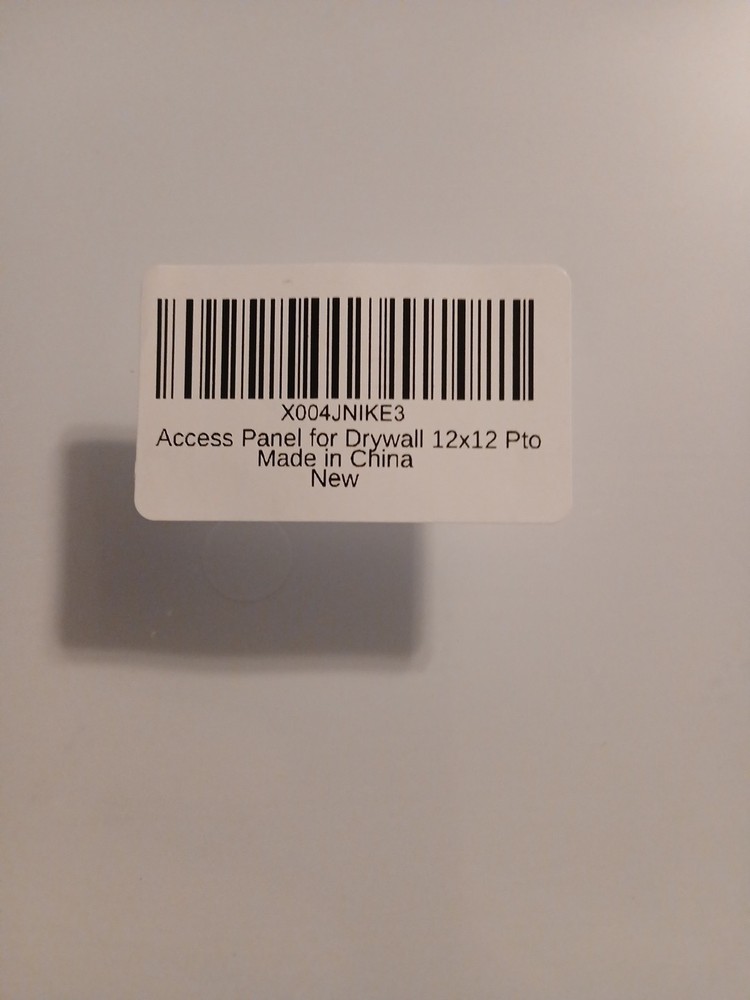 X004JNIKE3
Access Panel for Drywall 12x12 Pto
Made in China
New